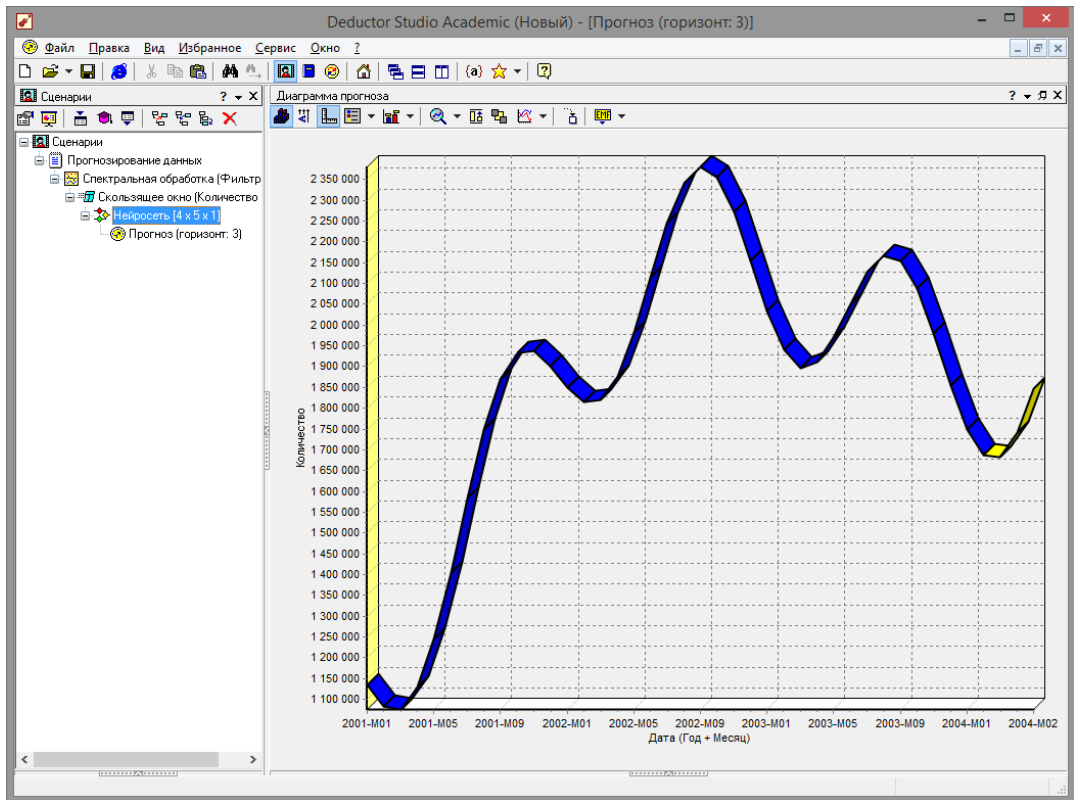 Deductor Studio Academic (Новый) - [Прогноз (горизонт: 3)]
Файл Правка Вид Избранное Сервис Окно ?
{a}
Сценарии ?
Диаграмма прогноза ?
EMF
Сценарии
Прогнозирование данных
Спектральная обработка (Фильтр
Скользящее окно (Количество
Нейросеть [4 x 5 x 1]
Прогноз (горизонт: 3)
2 350 000
2 300 000
2 250 000
2 200 000
2 150 000
2 100 000
2 050 000
2 000 000
1 950 000
1 900 000
1 850 000
1 800 000
1 750 000
1 700 000
1 650 000
1 600 000
1 550 000
1 500 000
1 450 000
1 400 000
1 350 000
1 300 000
1 250 000
1 200 000
1 150 000
1 100 000
Количество
2001-M01 2001-M05 2001-M09 2002-M01 2002-M05 2002-M09 2003-M01 2003-M05 2003-M09 2004-M01 2004-M02
Дата (Год + Месяц)